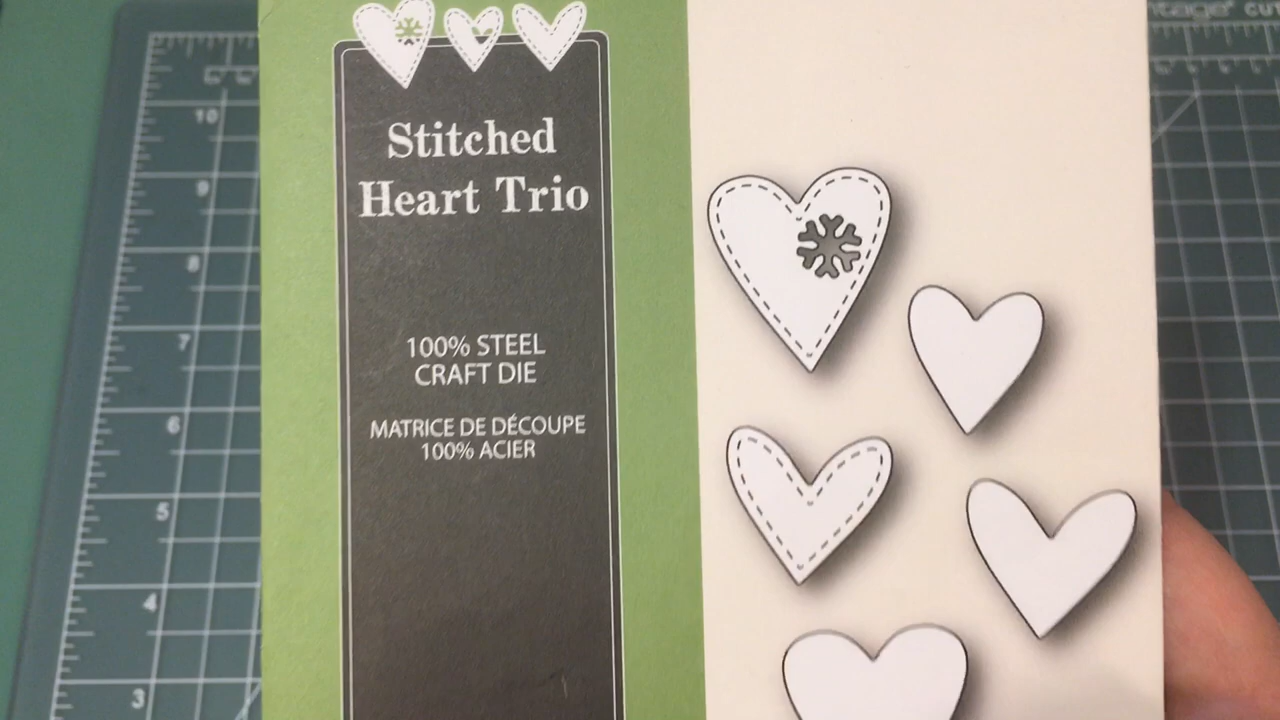 Stitched
Heart Trio
100% STEEL
CRAFT DIE
MATRICE DE DÉCOUPE
100% ACIER
10
9
8
7
6
5
4
3